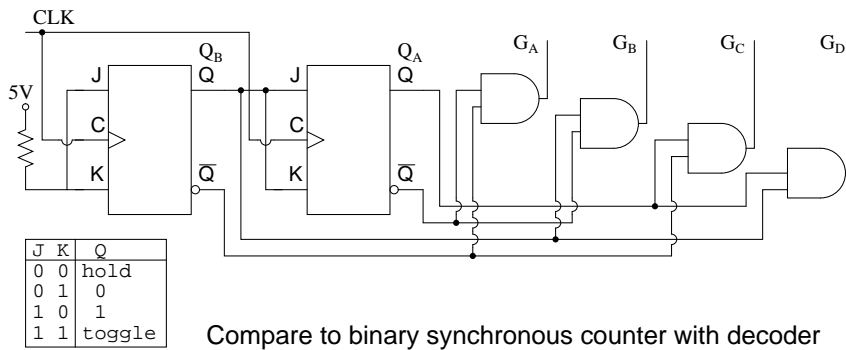 CLK
Q_B Q_A G_A G_B G_C G_D
J Q J Q
5V
C C
K Q̅ K Q̅
J K Q
0 0 hold
0 1 0
1 0 1
1 1 toggle
Compare to binary synchronous counter with decoder